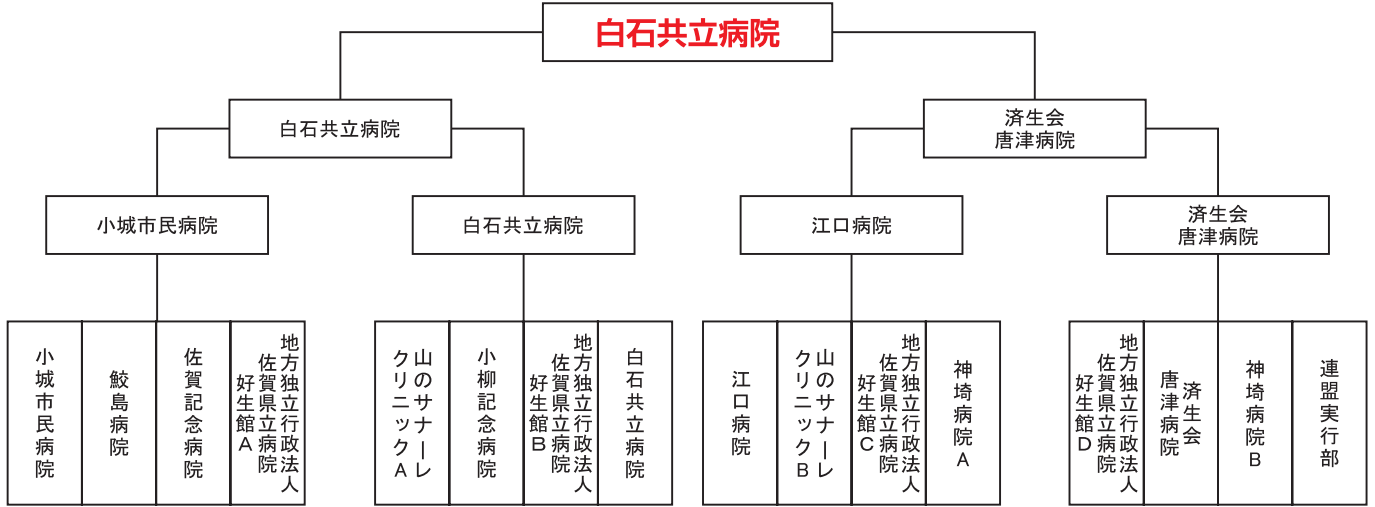 白石共立病院
白石共立病院
済生会
唐津病院
小城市民病院
白石共立病院
江口病院
済生会
唐津病院
小城市民病院
鮫島病院
佐賀記念病院
地方独立行政法人
佐賀県立病院
好生館A
山のサナーレ
クリニックA
小柳記念病院
地方独立行政法人
佐賀県立病院
好生館B
白石共立病院
江口病院
山のサナーレ
クリニックB
地方独立行政法人
佐賀県立病院
好生館C
神埼病院A
地方独立行政法人
佐賀県立病院
好生館D
済生会
唐津病院
神埼病院B
連盟実行部